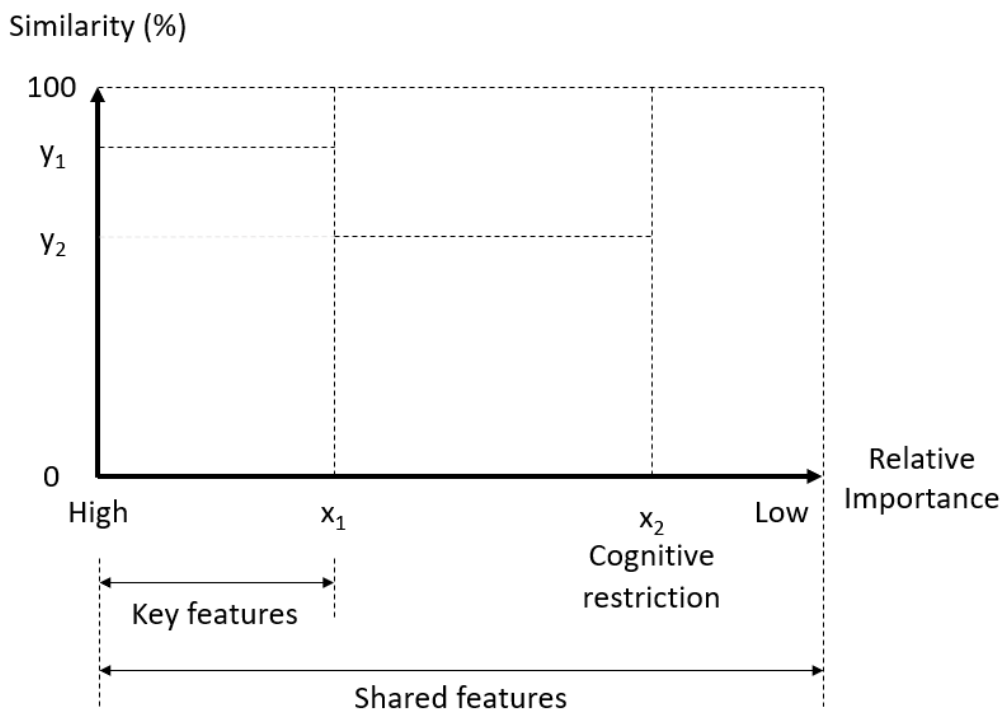 Similarity (%)
100
y₁
y₂
0
High
x₁
x₂
Low
Relative
Importance
Cognitive
restriction
Key features
Shared features